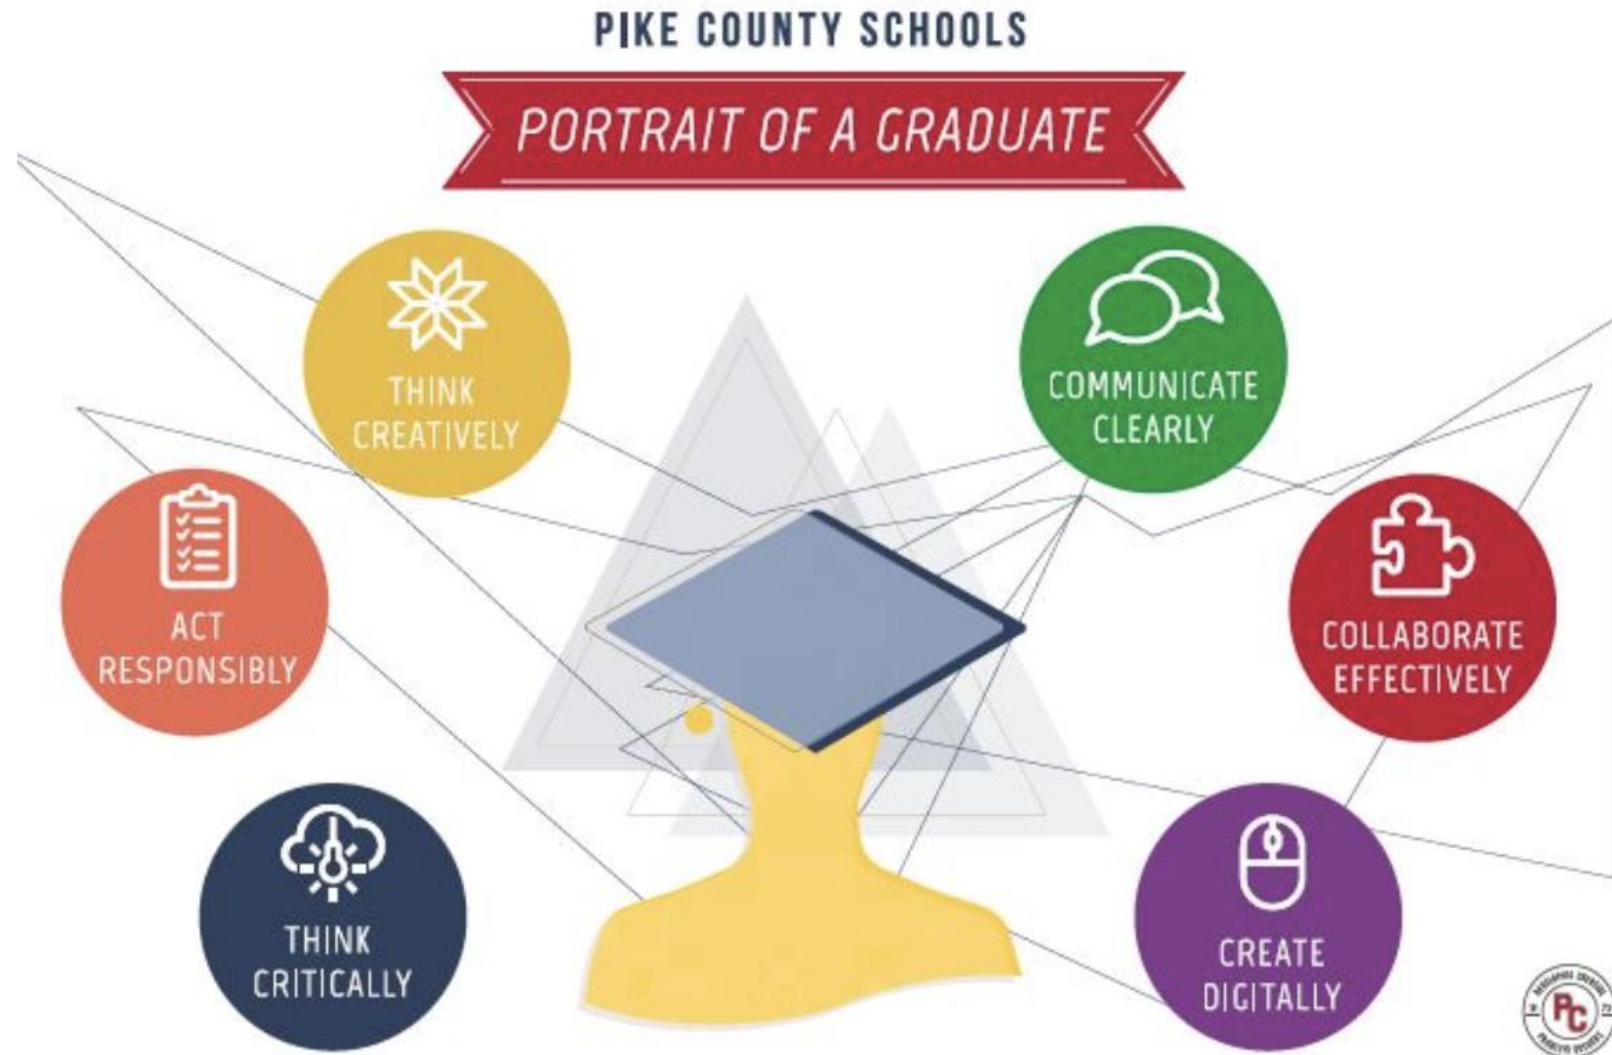 PIKE COUNTY SCHOOLS
PORTRAIT OF A GRADUATE
THINK
CREATIVELY
COMMUNICATE
CLEARLY
ACT
RESPONSIBLY
COLLABORATE
EFFECTIVELY
THINK
CRITICALLY
CREATE
DIGITALLY
PC